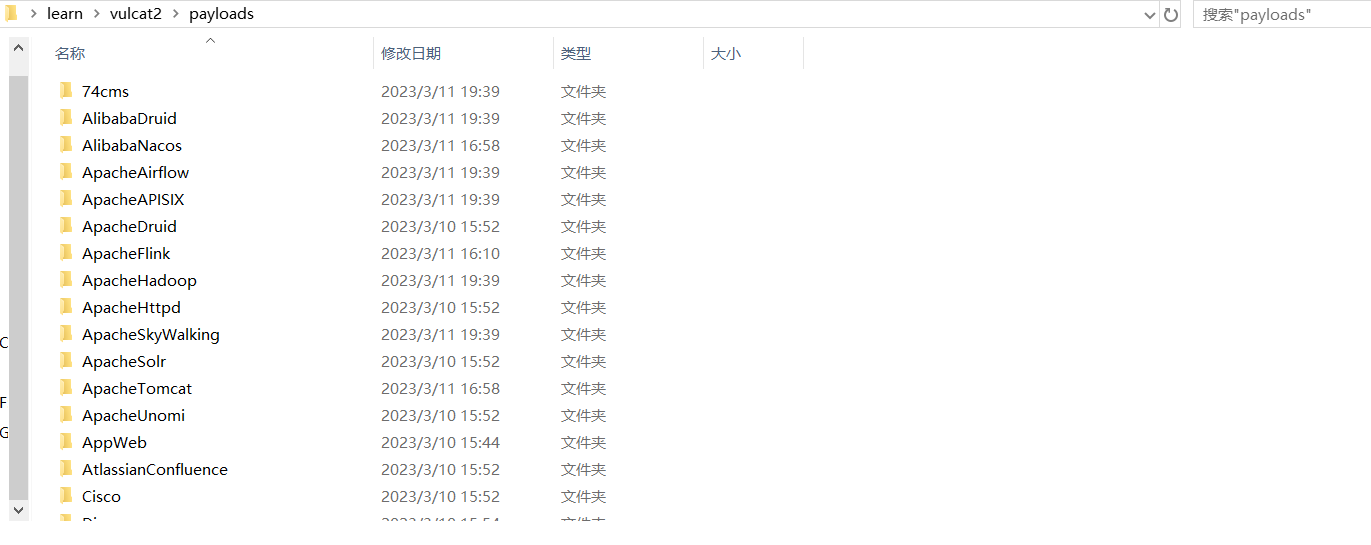 learn vulcat2 payloads 搜索"payloads"
名称 修改日期 类型 大小
74cms 2023/3/11 19:39 文件夹
AlibabaDruid 2023/3/11 19:39 文件夹
AlibabaNacos 2023/3/11 16:58 文件夹
ApacheAirflow 2023/3/11 19:39 文件夹
ApacheAPISIX 2023/3/11 19:39 文件夹
ApacheDruid 2023/3/10 15:52 文件夹
ApacheFlink 2023/3/11 16:10 文件夹
ApacheHadoop 2023/3/11 19:39 文件夹
ApacheHttpd 2023/3/10 15:52 文件夹
ApacheSkyWalking 2023/3/11 19:39 文件夹
ApacheSolr 2023/3/10 15:52 文件夹
ApacheTomcat 2023/3/11 16:58 文件夹
ApacheUnomi 2023/3/10 15:52 文件夹
AppWeb 2023/3/10 15:44 文件夹
AtlassianConfluence 2023/3/10 15:52 文件夹
Cisco 2023/3/10 15:52 文件夹